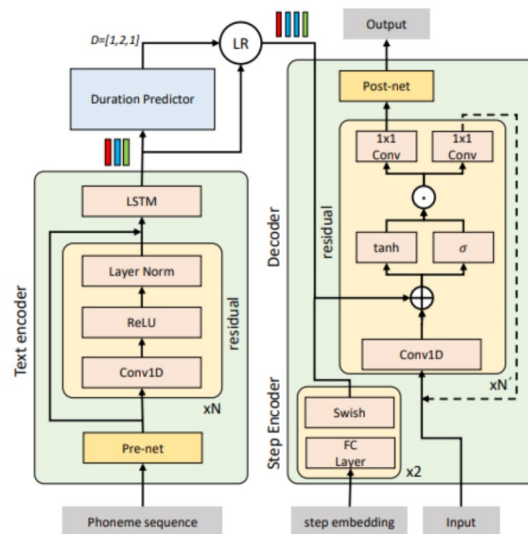 Output
D=[1,2,1]
LR
Post-net
Duration Predictor
1x1
Conv
1x1
Conv
LSTM
Decoder
residual
tanh
σ
Text encoder
Layer Norm
residual
ReLU
Conv1D
Conv1D
xN
xN´
Step Encoder
Swish
Pre-net
FC
Layer
x2
Phoneme sequence
step embedding
Input